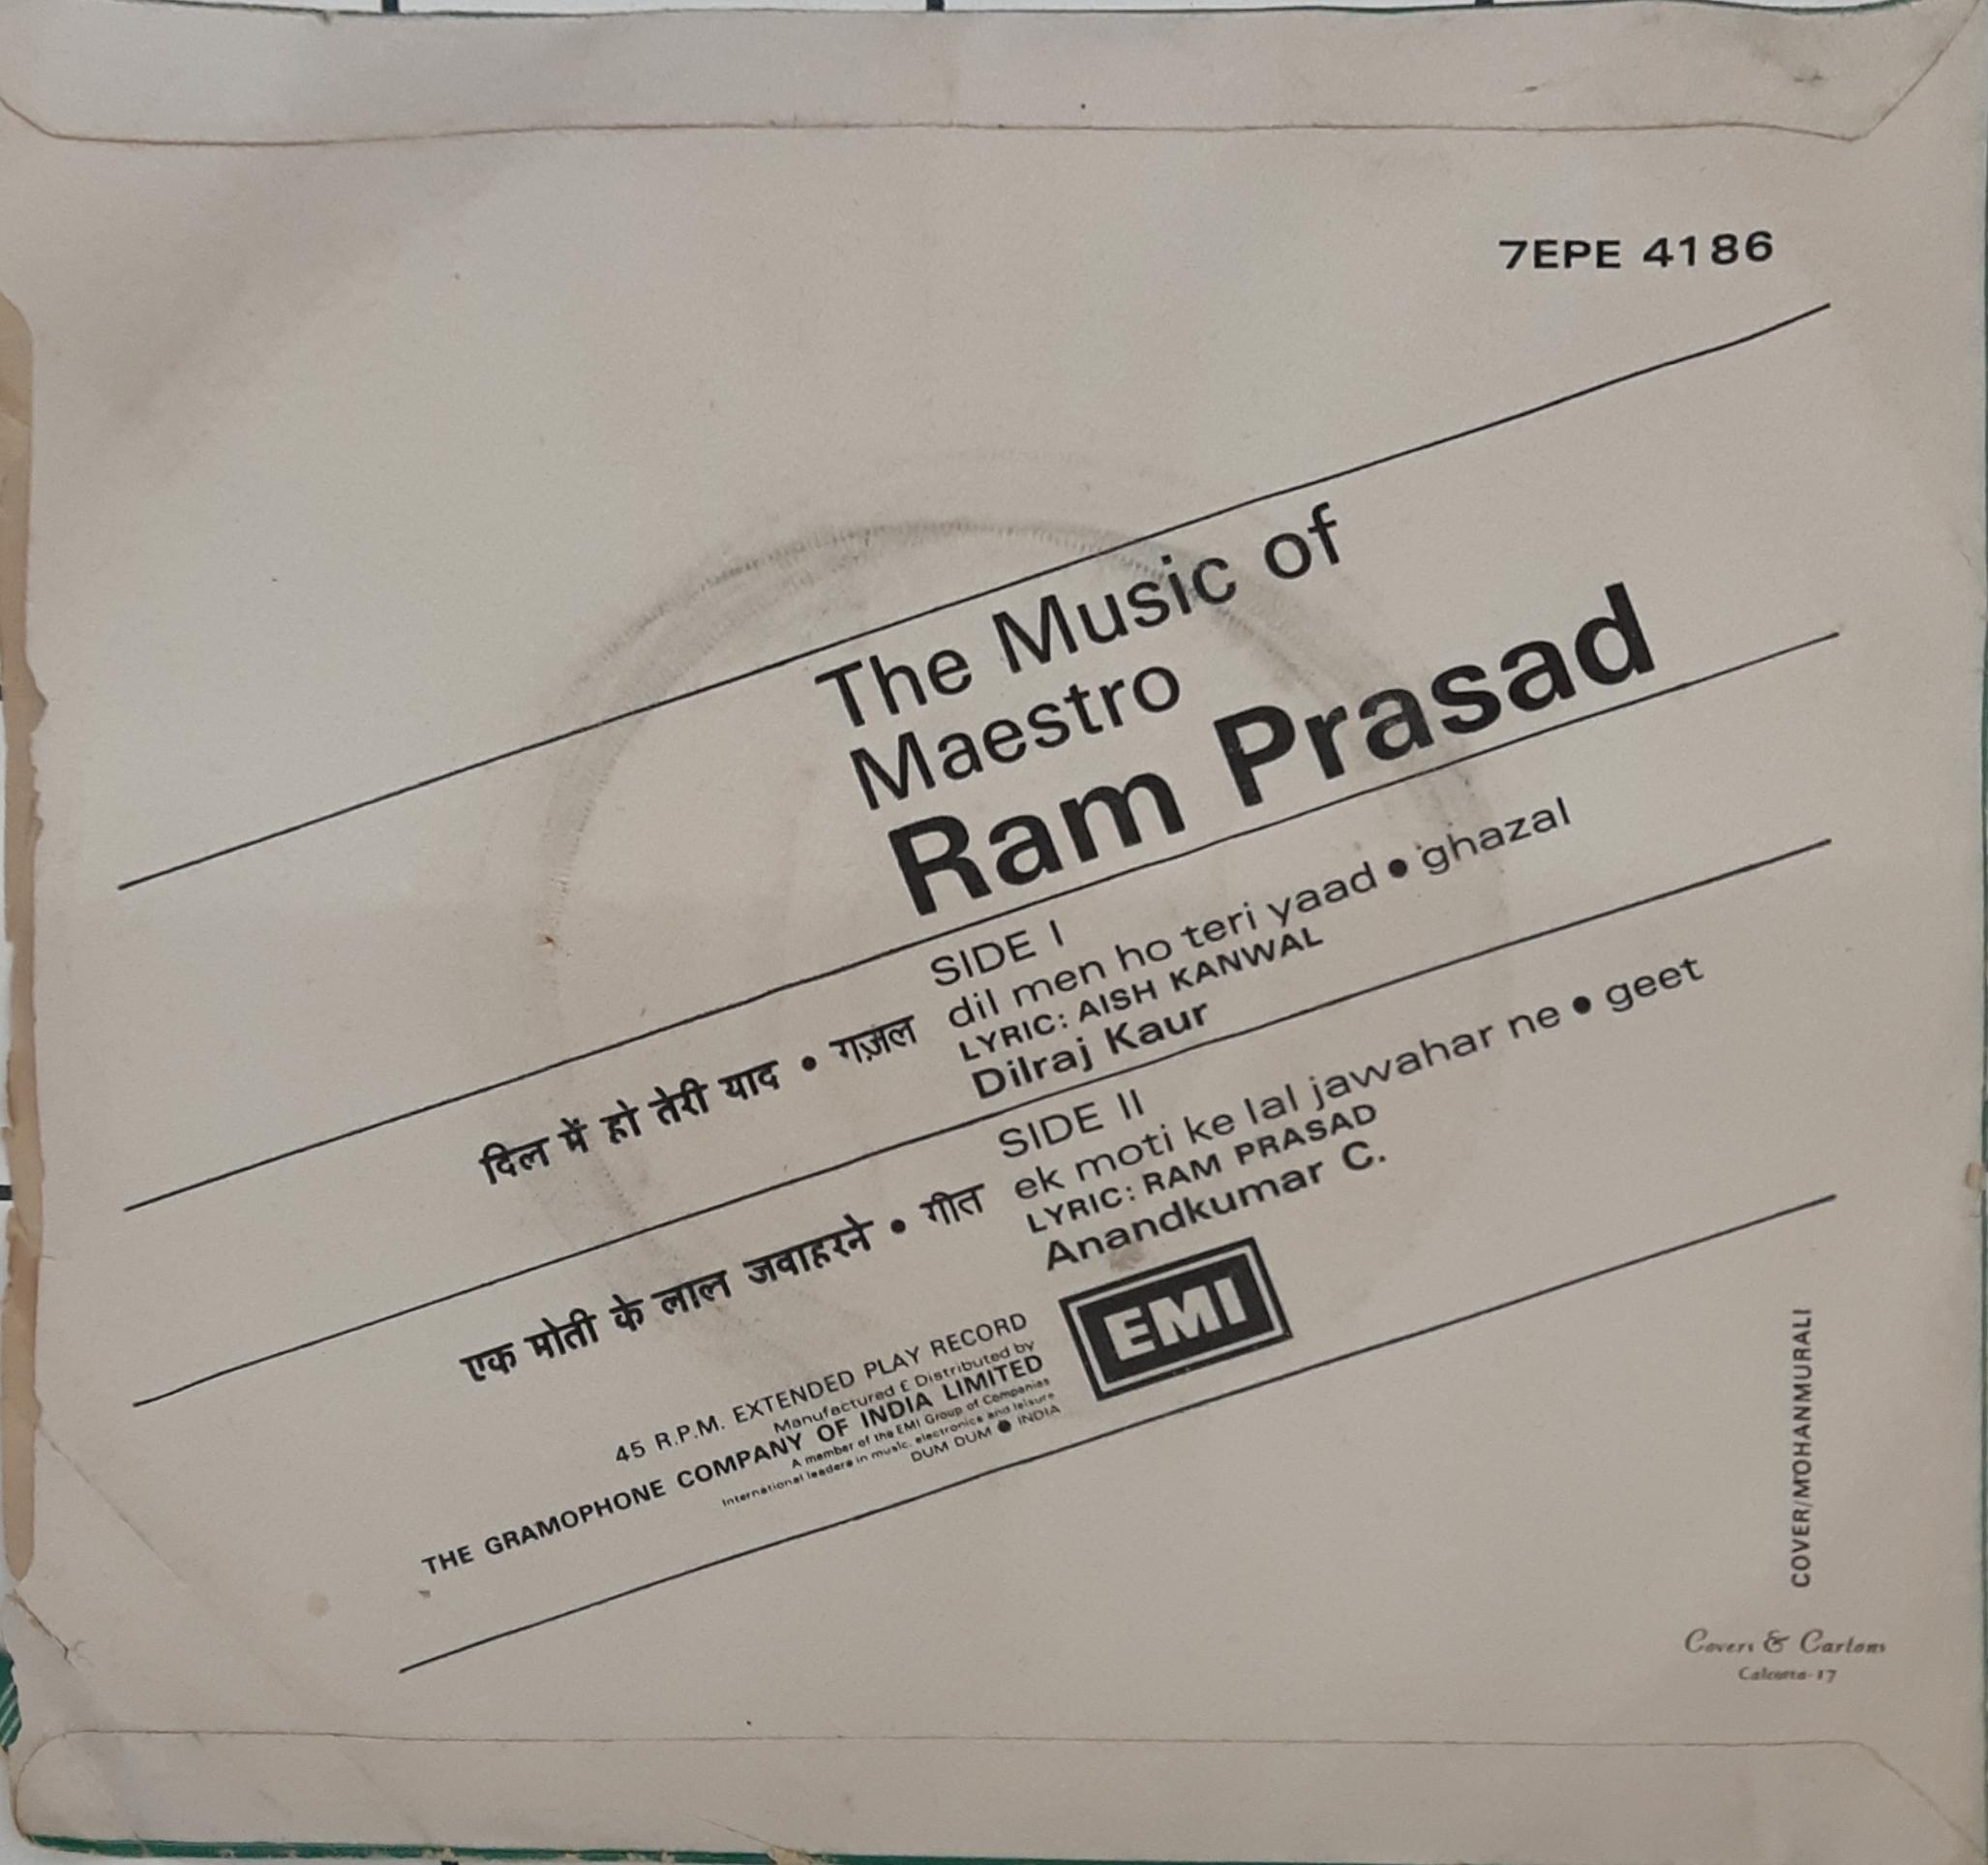 7EPE 4186
The Music of
Maestro
Ram Prasad
SIDE I
दिल में हो तेरी याद • गज़ल dil men ho teri yaad • ghazal
LYRIC: AISH KANWAL
Dilraj Kaur
SIDE II
एक मोती के लाल जवाहरने • गीत ek moti ke lal jawahar ne • geet
LYRIC: RAM PRASAD
Anandkumar C.
EMI
45 R.P.M. EXTENDED PLAY RECORD
Manufactured £ Distributed by
THE GRAMOPHONE COMPANY OF INDIA LIMITED
A member of the EMI Group of Companies
International leaders in music, electronics and leisure
DUM DUM ● INDIA
COVER/MOHANMURALI
Covers & Cartons
Calcutta-17